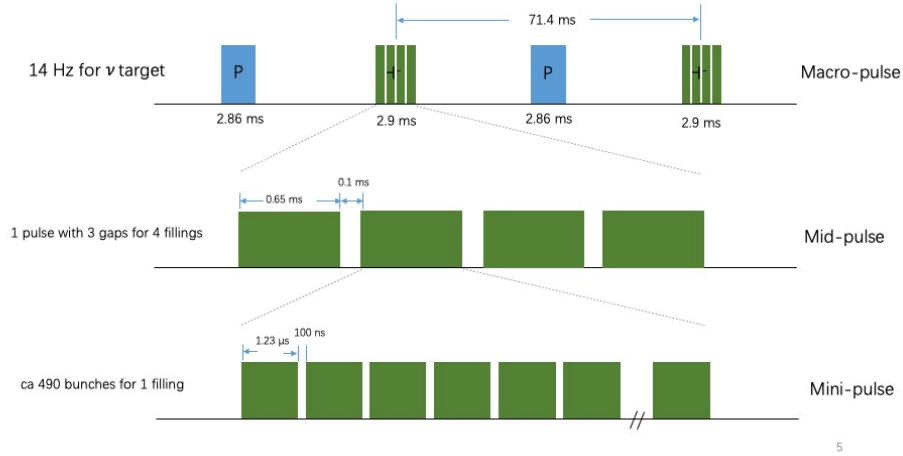 71.4 ms
14 Hz for ν target
P
H-
P
H-
Macro-pulse
2.86 ms
2.9 ms
2.86 ms
2.9 ms
0.1 ms
0.65 ms
1 pulse with 3 gaps for 4 fillings
Mid-pulse
100 ns
1.23 μs
ca 490 bunches for 1 filling
Mini-pulse
5